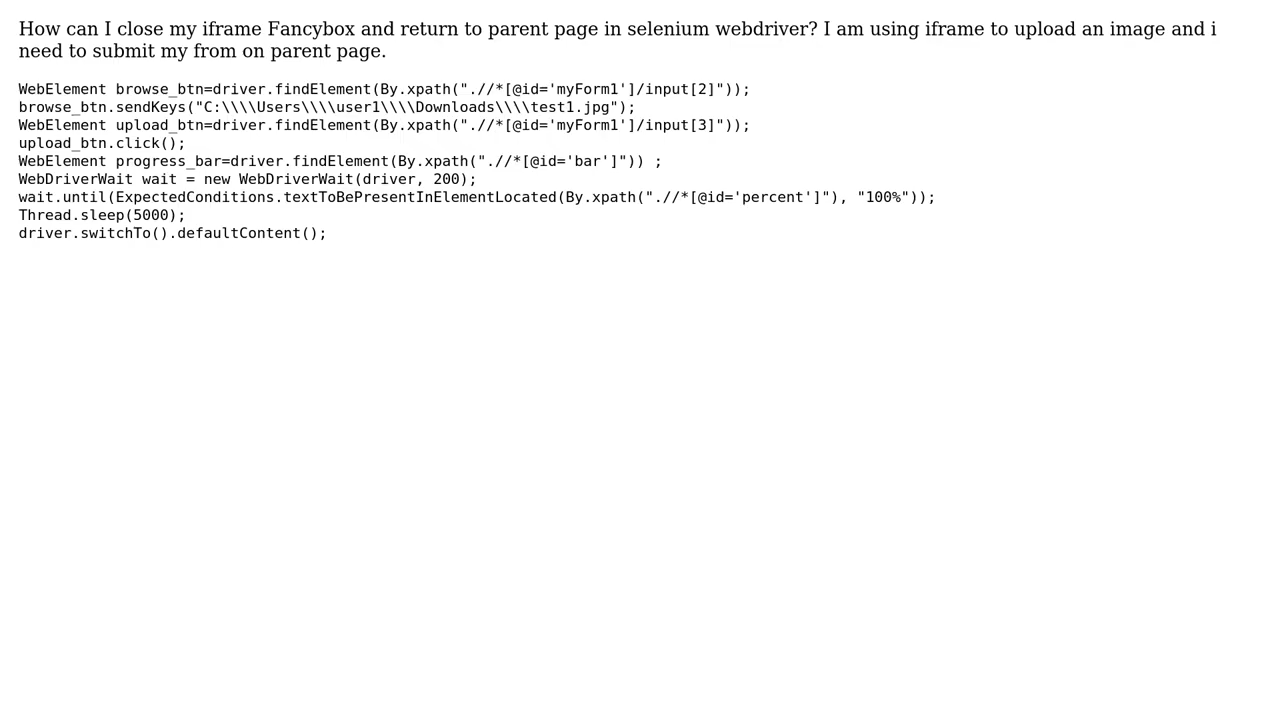 How can I close my iframe Fancybox and return to parent page in selenium webdriver? I am using iframe to upload an image and i
need to submit my from on parent page.
WebElement browse_btn=driver.findElement(By.xpath(".//*[@id='myForm1']/input[2]"));
browse_btn.sendKeys("C:\\\\Users\\\\user1\\\\Downloads\\\\test1.jpg");
WebElement upload_btn=driver.findElement(By.xpath(".//*[@id='myForm1']/input[3]"));
upload_btn.click();
WebElement progress_bar=driver.findElement(By.xpath(".//*[@id='bar']")) ;
WebDriverWait wait = new WebDriverWait(driver, 200);
wait.until(ExpectedConditions.textToBePresentInElementLocated(By.xpath(".//*[@id='percent']"), "100%"));
Thread.sleep(5000);
driver.switchTo().defaultContent();